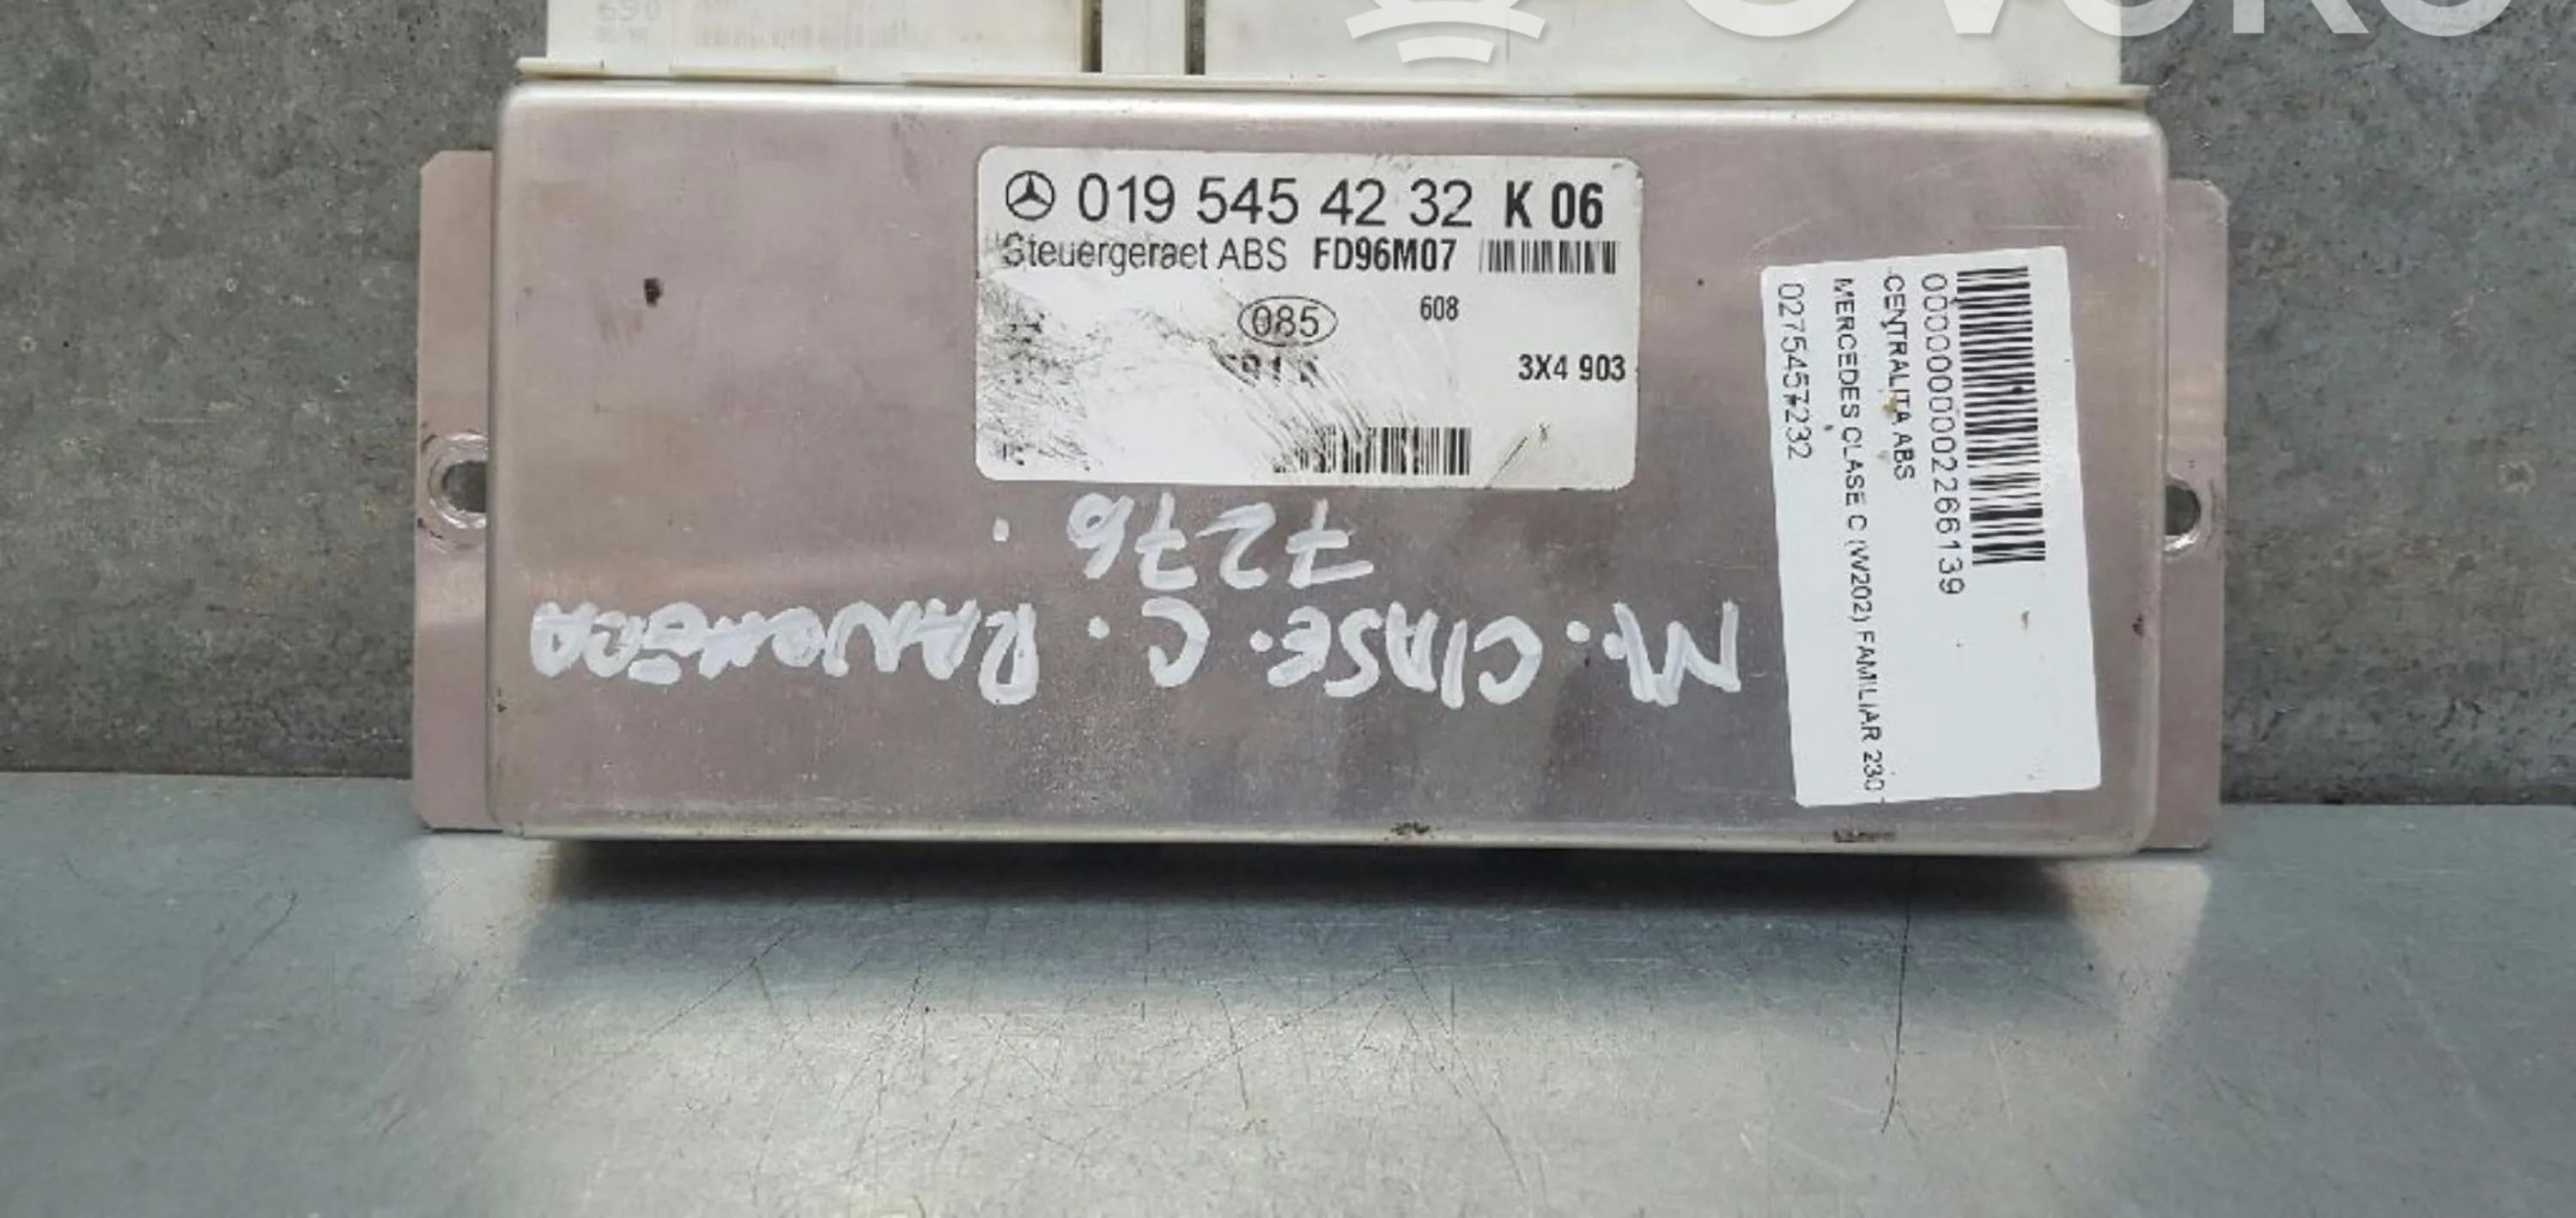 690
019 545 42 32 K 06
Steuergeraet ABS FD96M07
085
608
3X4 903
0000000002266139
CENTRALITA ABS
MERCEDES CLASE C (W202) FAMILIAR 230
0275457232
M. CLASE. C. RANCHERA
7276.